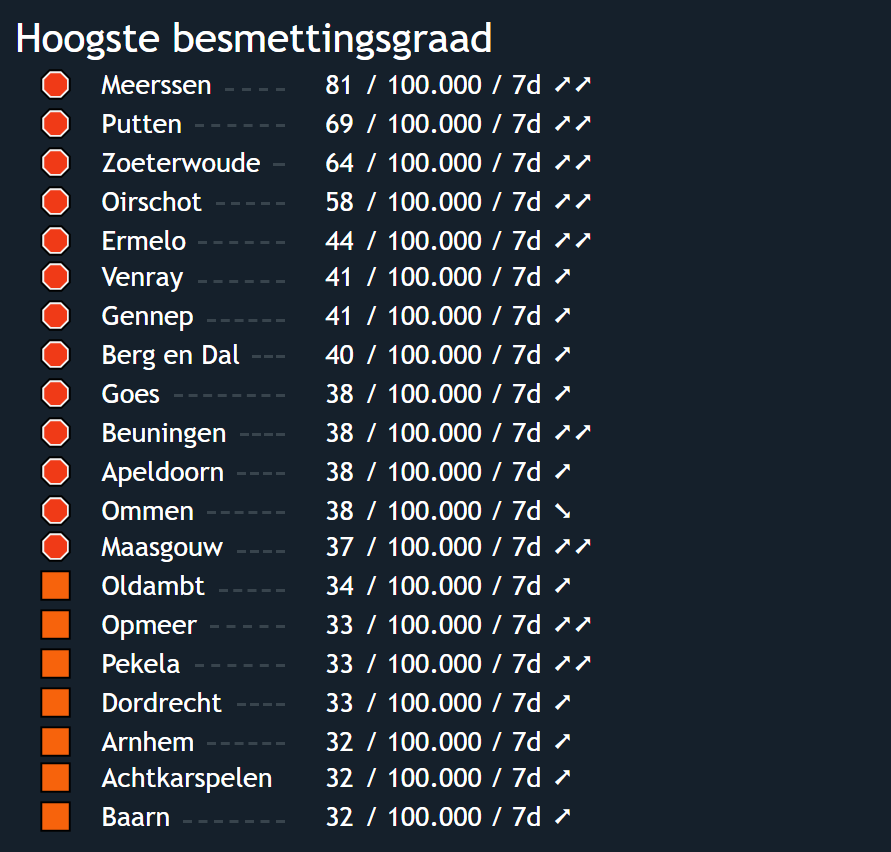 Hoogste besmettingsgraad
Meerssen ---- 81 / 100.000 / 7d ➚➚
Putten ------ 69 / 100.000 / 7d ➚➚
Zoeterwoude - 64 / 100.000 / 7d ➚➚
Oirschot ----- 58 / 100.000 / 7d ➚➚
Ermelo ------ 44 / 100.000 / 7d ➚➚
Venray ------ 41 / 100.000 / 7d ➚
Gennep ------ 41 / 100.000 / 7d ➚
Berg en Dal --- 40 / 100.000 / 7d ➚
Goes -------- 38 / 100.000 / 7d ➚
Beuningen ---- 38 / 100.000 / 7d ➚➚
Apeldoorn ---- 38 / 100.000 / 7d ➚
Ommen ------ 38 / 100.000 / 7d ➘
Maasgouw ---- 37 / 100.000 / 7d ➚➚
Oldambt ----- 34 / 100.000 / 7d ➚
Opmeer ------ 33 / 100.000 / 7d ➚➚
Pekela ------ 33 / 100.000 / 7d ➚➚
Dordrecht ---- 33 / 100.000 / 7d ➚
Arnhem ------ 32 / 100.000 / 7d ➚
Achtkarspelen 32 / 100.000 / 7d ➚
Baarn ------- 32 / 100.000 / 7d ➚